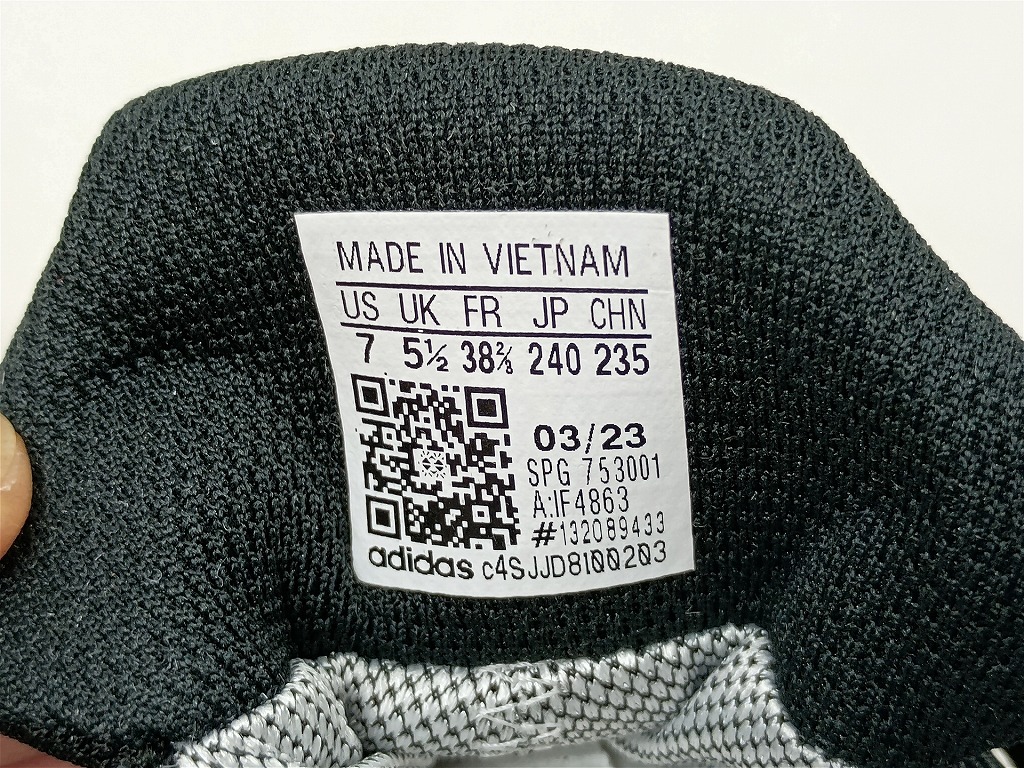 MADE IN VIETNAM
US UK FR JP CHN
7 5½ 38⅔ 240 235
03/23
SPG 753001
A:IF4863
#132089433
adidas c4SJJD8100203